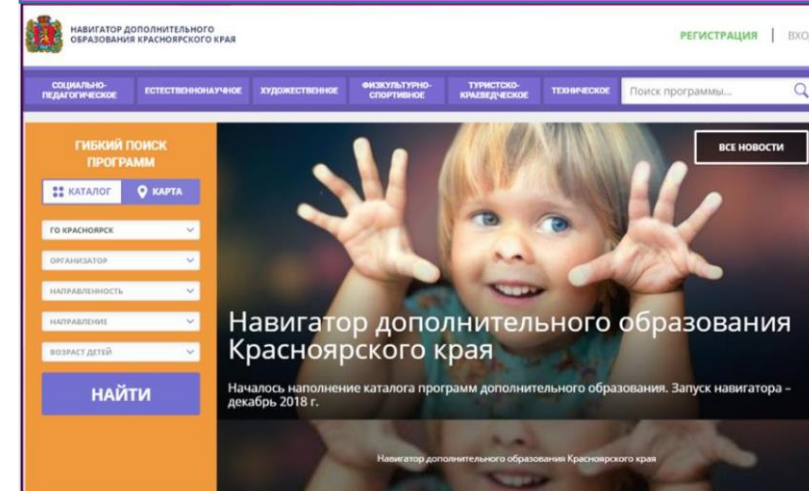 НАВИГАТОР ДОПОЛНИТЕЛЬНОГО
ОБРАЗОВАНИЯ КРАСНОЯРСКОГО КРАЯ
РЕГИСТРАЦИЯ
ВХОД
СОЦИАЛЬНО-
ПЕДАГОГИЧЕСКОЕ
ЕСТЕСТВЕННОНАУЧНОЕ
ХУДОЖЕСТВЕННОЕ
ФИЗКУЛЬТУРНО-
СПОРТИВНОЕ
ТУРИСТСКО-
КРАЕВЕДЧЕСКОЕ
ТЕХНИЧЕСКОЕ
Поиск программы...
ГИБКИЙ ПОИСК
ПРОГРАММ
КАТАЛОГ
КАРТА
ГО КРАСНОЯРСК
ОРГАНИЗАТОР
НАПРАВЛЕННОСТЬ
НАПРАВЛЕНИЕ
ВОЗРАСТ ДЕТЕЙ
НАЙТИ
ВСЕ НОВОСТИ
Навигатор дополнительного образования
Красноярского края
Началось наполнение каталога программ дополнительного образования. Запуск навигатора –
декабрь 2018 г.
Навигатор дополнительного образования Красноярского края